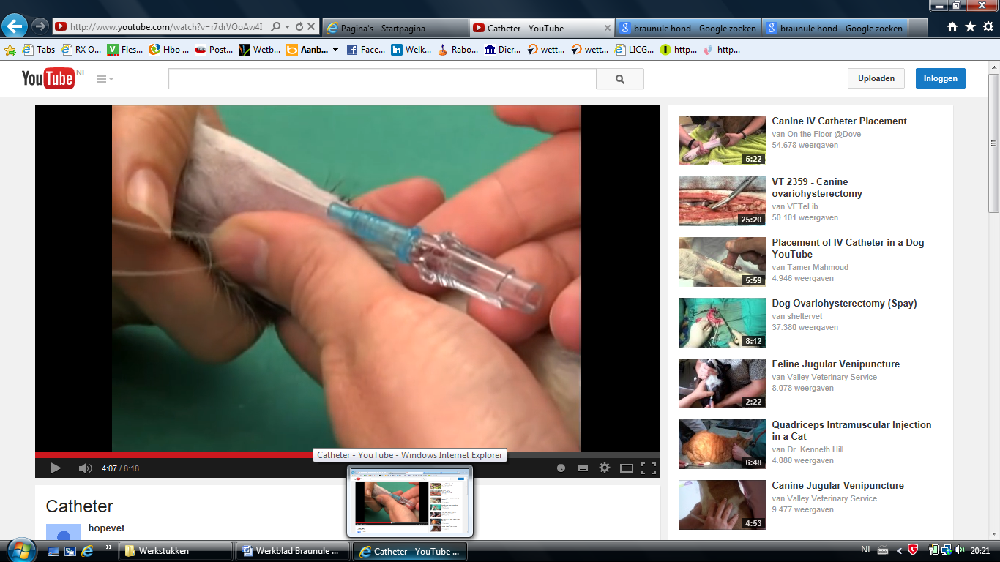 http://www.youtube.com/watch?v=r7drVOoAw4I
Pagina's - Startpagina
Catheter - YouTube
braunule hond - Google zoeken
braunule hond - Google zoeken
Tabs
RX O...
Fles...
Hbo ...
Post...
Wetb...
Aanb...
Face...
Welk...
Rabo...
Dier...
wett...
wett...
LICG...
http...
http...
YouTube NL
Uploaden
Inloggen
Canine IV Catheter Placement
van On the Floor @Dove
54.678 weergaven
5:22
VT 2359 - Canine
ovariohysterectomy
van VETeLib
50.101 weergaven
25:20
Placement of IV Catheter in a Dog
YouTube
van Tamer Mahmoud
4.946 weergaven
5:59
Dog Ovariohysterectomy (Spay)
van sheltervet
37.380 weergaven
8:12
Feline Jugular Venipuncture
van Valley Veterinary Service
8.078 weergaven
2:22
Quadriceps Intramuscular Injection
in a Cat
van Dr. Kenneth Hill
4.080 weergaven
6:48
Canine Jugular Venipuncture
van Valley Veterinary Service
9.477 weergaven
4:53
Catheter - YouTube - Windows Internet Explorer
4:07 / 8:18
Catheter
hopevet
Werkstukken
Werkblad Braunule ...
Catheter - YouTube ...
NL
20:21